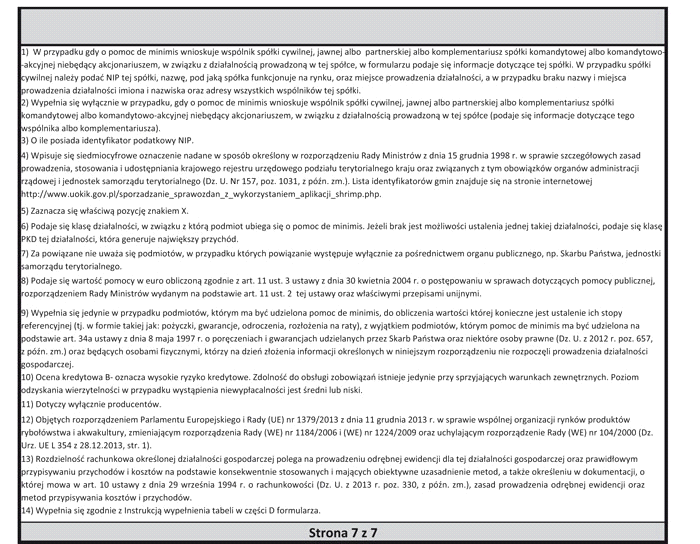 1)  W przypadku gdy o pomoc de minimis wnioskuje wspólnik spółki cywilnej, jawnej albo  partnerskiej albo komplementariusz spółki komandytowej albo komandytowo-
-akcyjnej niebędący akcjonariuszem, w związku z działalnością prowadzoną w tej spółce, w formularzu podaje się informacje dotyczące tej spółki. W przypadku spółki
cywilnej należy podać NIP tej spółki, nazwę, pod jaką spółka funkcjonuje na rynku, oraz miejsce prowadzenia działalności, a w przypadku braku nazwy i miejsca
prowadzenia działalności imiona i nazwiska oraz adresy wszystkich wspólników tej spółki.
2) Wypełnia się wyłącznie w przypadku, gdy o pomoc de minimis wnioskuje wspólnik spółki cywilnej, jawnej albo partnerskiej albo komplementariusz spółki
komandytowej albo komandytowo-akcyjnej niebędący akcjonariuszem, w związku z działalnością prowadzoną w tej spółce (podaje się informacje dotyczące tego
wspólnika albo komplementariusza).
3) O ile posiada identyfikator podatkowy NIP.
4) Wpisuje się siedmiocyfrowe oznaczenie nadane w sposób określony w rozporządzeniu Rady Ministrów z dnia 15 grudnia 1998 r. w sprawie szczegółowych zasad
prowadzenia, stosowania i udostępniania krajowego rejestru urzędowego podziału terytorialnego kraju oraz związanych z tym obowiązków organów administracji
rządowej i jednostek samorządu terytorialnego (Dz. U. Nr 157, poz. 1031, z późn. zm.). Lista identyfikatorów gmin znajduje się na stronie internetowej
http://www.uokik.gov.pl/sporzadzanie_sprawozdan_z_wykorzystaniem_aplikacji_shrimp.php.
5) Zaznacza się właściwą pozycję znakiem X.
6) Podaje się klasę działalności, w związku z którą podmiot ubiega się o pomoc de minimis. Jeżeli brak jest możliwości ustalenia jednej takiej działalności, podaje się klasę
PKD tej działalności, która generuje największy przychód.
7) Za powiązane nie uważa się podmiotów, w przypadku których powiązanie występuje wyłącznie za pośrednictwem organu publicznego, np. Skarbu Państwa, jednostki
samorządu terytorialnego.
8) Podaje się wartość pomocy w euro obliczoną zgodnie z art. 11 ust. 3 ustawy z dnia 30 kwietnia 2004 r. o postępowaniu w sprawach dotyczących pomocy publicznej,
rozporządzeniem Rady Ministrów wydanym na podstawie art. 11 ust. 2  tej ustawy oraz właściwymi przepisami unijnymi.
9) Wypełnia się jedynie w przypadku podmiotów, którym ma być udzielona pomoc de minimis, do obliczenia wartości której konieczne jest ustalenie ich stopy
referencyjnej (tj. w formie takiej jak: pożyczki, gwarancje, odroczenia, rozłożenia na raty), z wyjątkiem podmiotów, którym pomoc de minimis ma być udzielona na
podstawie art. 34a ustawy z dnia 8 maja 1997 r. o poręczeniach i gwarancjach udzielanych przez Skarb Państwa oraz niektóre osoby prawne (Dz. U. z 2012 r. poz. 657,
z późn. zm.) oraz będących osobami fizycznymi, którzy na dzień złożenia informacji określonych w niniejszym rozporządzeniu nie rozpoczęli prowadzenia działalności
gospodarczej.
10) Ocena kredytowa B- oznacza wysokie ryzyko kredytowe. Zdolność do obsługi zobowiązań istnieje jedynie przy sprzyjających warunkach zewnętrznych. Poziom
odzyskania wierzytelności w przypadku wystąpienia niewypłacalności jest średni lub niski.
11) Dotyczy wyłącznie producentów.
12) Objętych rozporządzeniem Parlamentu Europejskiego i Rady (UE) nr 1379/2013 z dnia 11 grudnia 2013 r. w sprawie wspólnej organizacji rynków produktów
rybołówstwa i akwakultury, zmieniającym rozporządzenia Rady (WE) nr 1184/2006 i (WE) nr 1224/2009 oraz uchylającym rozporządzenie Rady (WE) nr 104/2000 (Dz.
Urz. UE L 354 z 28.12.2013, str. 1).
13) Rozdzielność rachunkowa określonej działalności gospodarczej polega na prowadzeniu odrębnej ewidencji dla tej działalności gospodarczej oraz prawidłowym
przypisywaniu przychodów i kosztów na podstawie konsekwentnie stosowanych i mających obiektywne uzasadnienie metod, a także określeniu w dokumentacji, o
której mowa w art. 10 ustawy z dnia 29 września 1994 r. o rachunkowości (Dz. U. z 2013 r. poz. 330, z późn. zm.), zasad prowadzenia odrębnej ewidencji oraz
metod przypisywania kosztów i przychodów.
14) Wypełnia się zgodnie z Instrukcją wypełnienia tabeli w części D formularza.
Strona 7 z 7